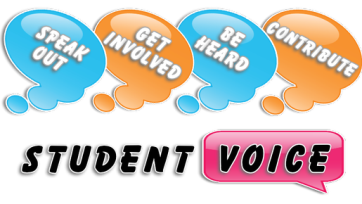 SPEAK
OUT
GET
INVOLVED
BE
HEARD
CONTRIBUTE
STUDENT VOICE